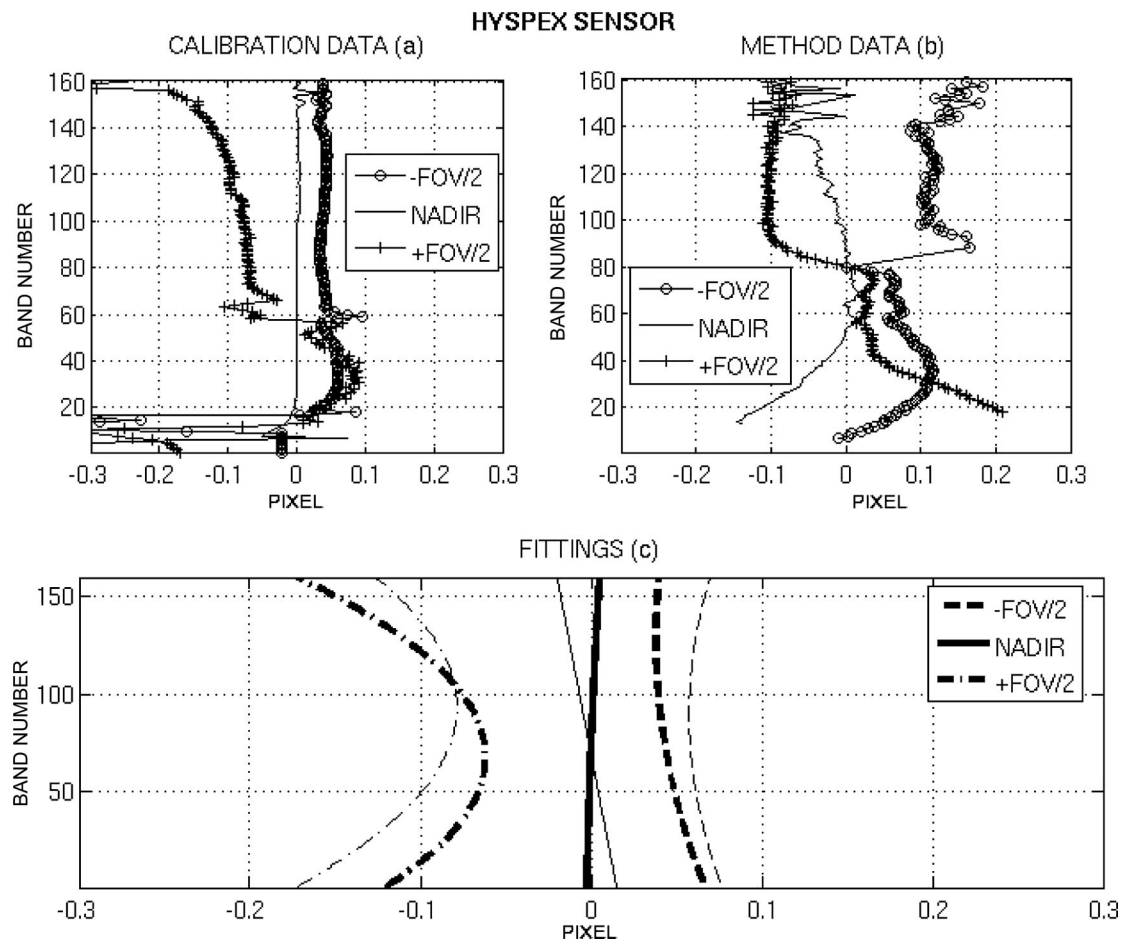 HYSPEX SENSOR
CALIBRATION DATA (a)
METHOD DATA (b)
BAND NUMBER
160
140
120
100
80
60
40
20
-0.3
-0.2
-0.1
0
0.1
0.2
0.3
PIXEL
-FOV/2
NADIR
+FOV/2
BAND NUMBER
160
140
120
100
80
60
40
20
-0.3
-0.2
-0.1
0
0.1
0.2
0.3
PIXEL
-FOV/2
NADIR
+FOV/2
FITTINGS (c)
BAND NUMBER
150
100
50
-0.3
-0.2
-0.1
0
0.1
0.2
0.3
PIXEL
-FOV/2
NADIR
+FOV/2